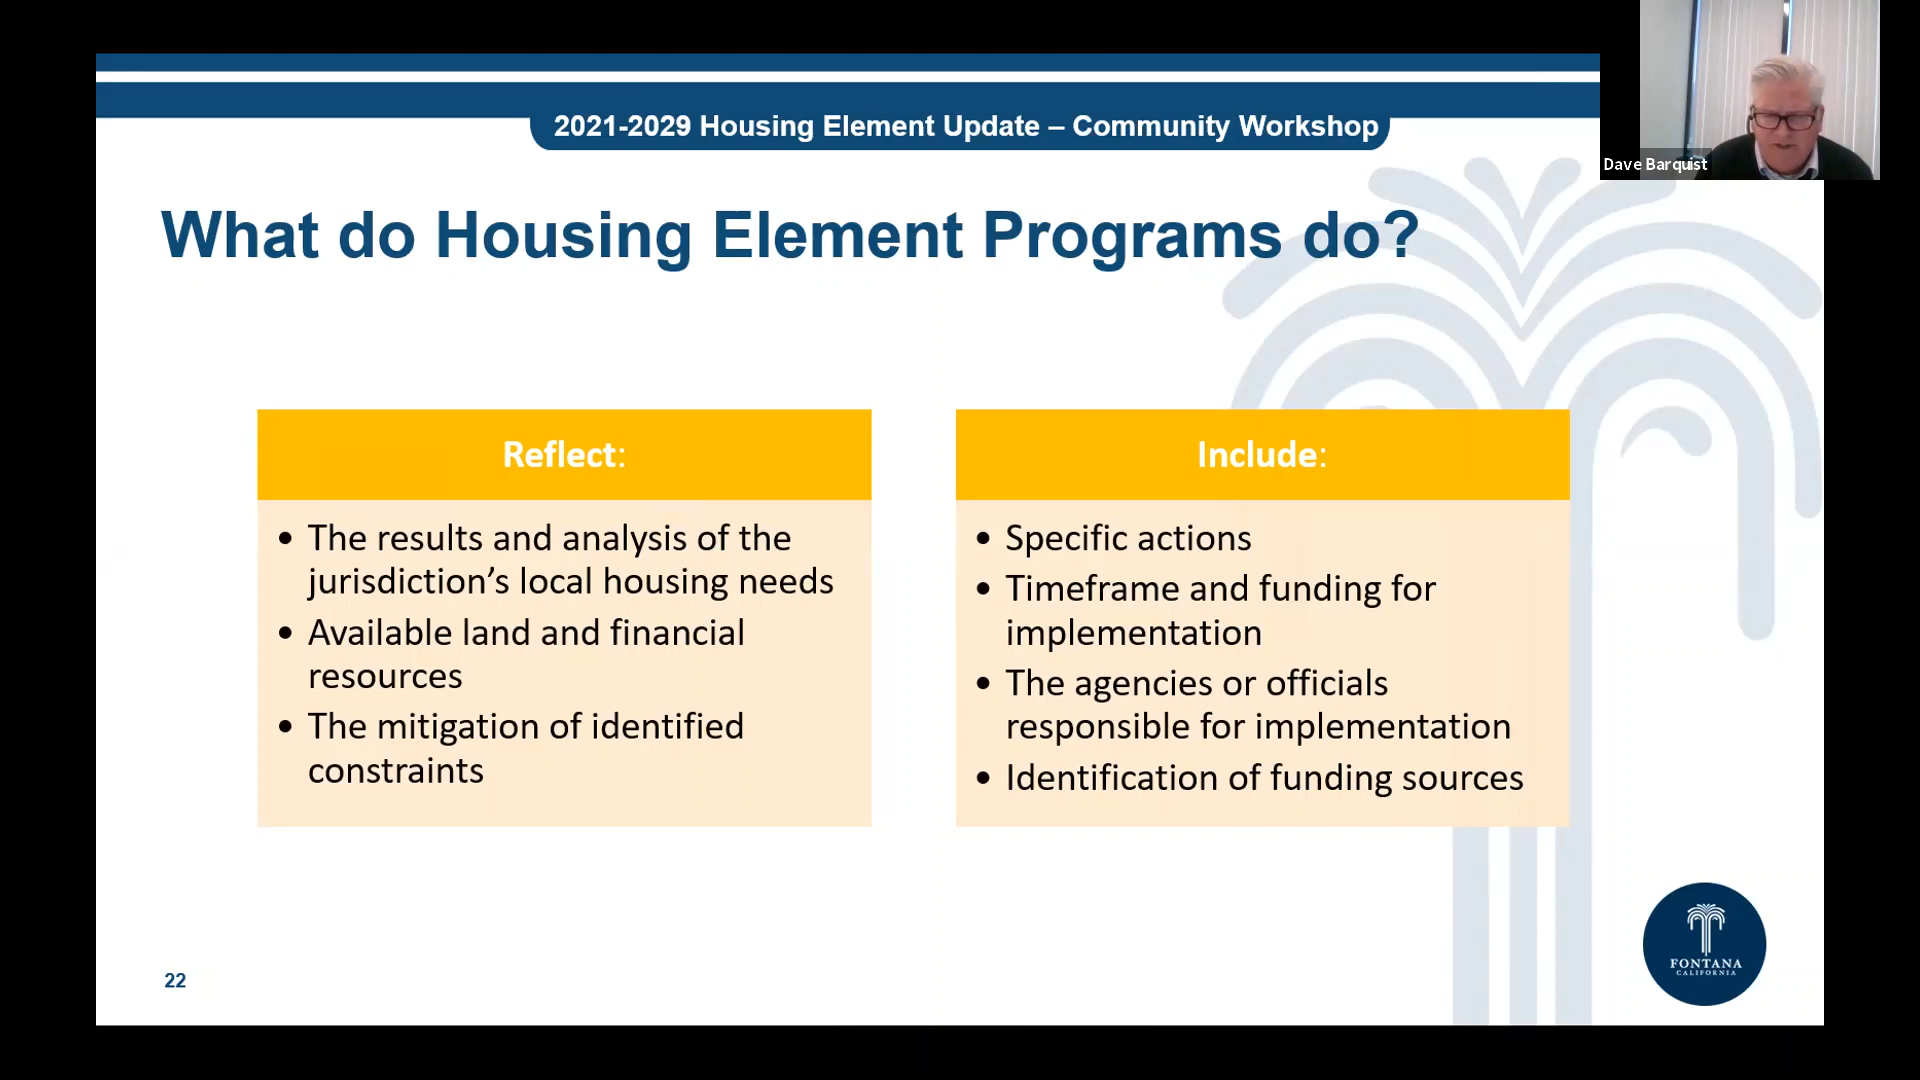 2021-2029 Housing Element Update – Community Workshop
Dave Barquist
What do Housing Element Programs do?
Reflect:
• The results and analysis of the
jurisdiction’s local housing needs
• Available land and financial
resources
• The mitigation of identified
constraints
Include:
• Specific actions
• Timeframe and funding for
implementation
• The agencies or officials
responsible for implementation
• Identification of funding sources
22
FONTANA
CALIFORNIA